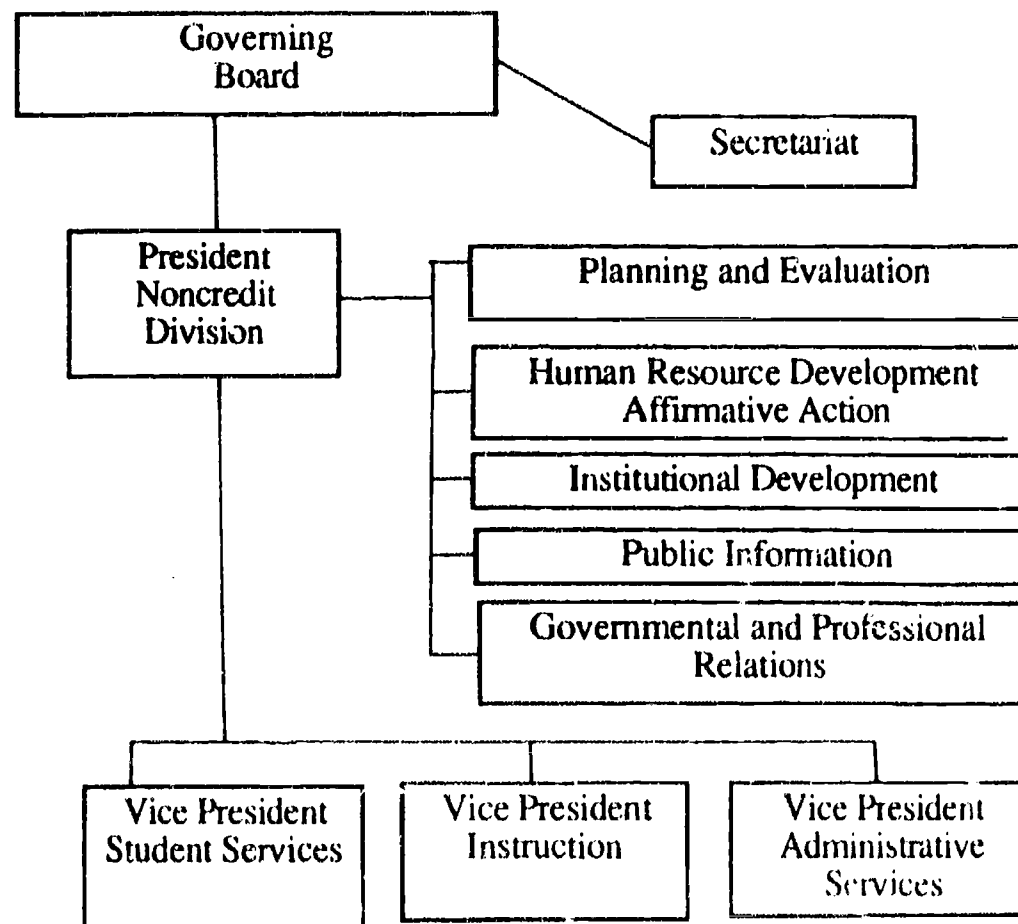 Governing
Board
Secretariat
President
Noncredit
Division
Planning and Evaluation
Human Resource Development
Affirmative Action
Institutional Development
Public Information
Governmental and Professional
Relations
Vice President
Student Services
Vice President
Instruction
Vice President
Administrative
Services